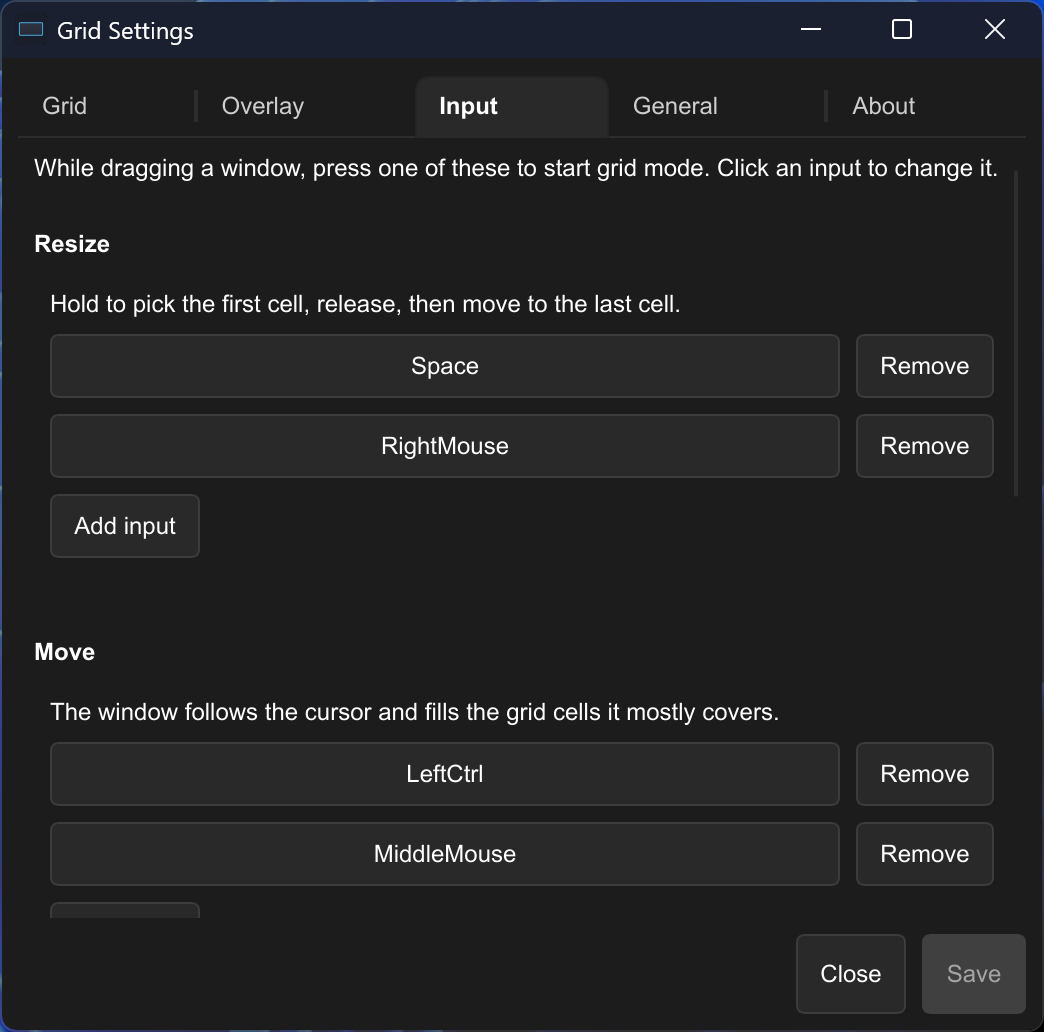 Grid Settings
Grid
Overlay
Input
General
About
While dragging a window, press one of these to start grid mode. Click an input to change it.
Resize
Hold to pick the first cell, release, then move to the last cell.
Space
Remove
RightMouse
Remove
Add input
Move
The window follows the cursor and fills the grid cells it mostly covers.
LeftCtrl
Remove
MiddleMouse
Remove
Close
Save